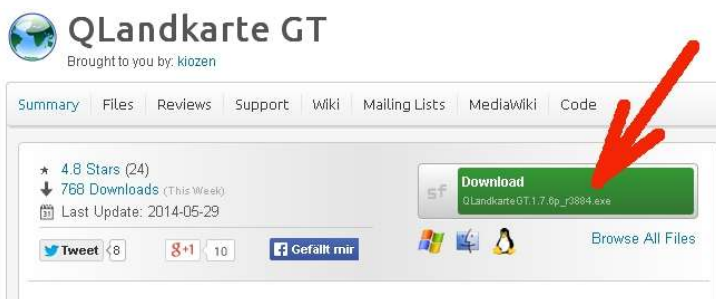 QLandkarte GT
Brought to you by: kiozen
Summary Files Reviews Support Wiki Mailing Lists MediaWiki Code
4.8 Stars (24)
768 Downloads (This Week)
Last Update: 2014-05-29
sf Download
QLandkarteGT.1.7.6p_r3884.exe
Browse All Files
Tweet 8 g+1 10 f Gefällt mir